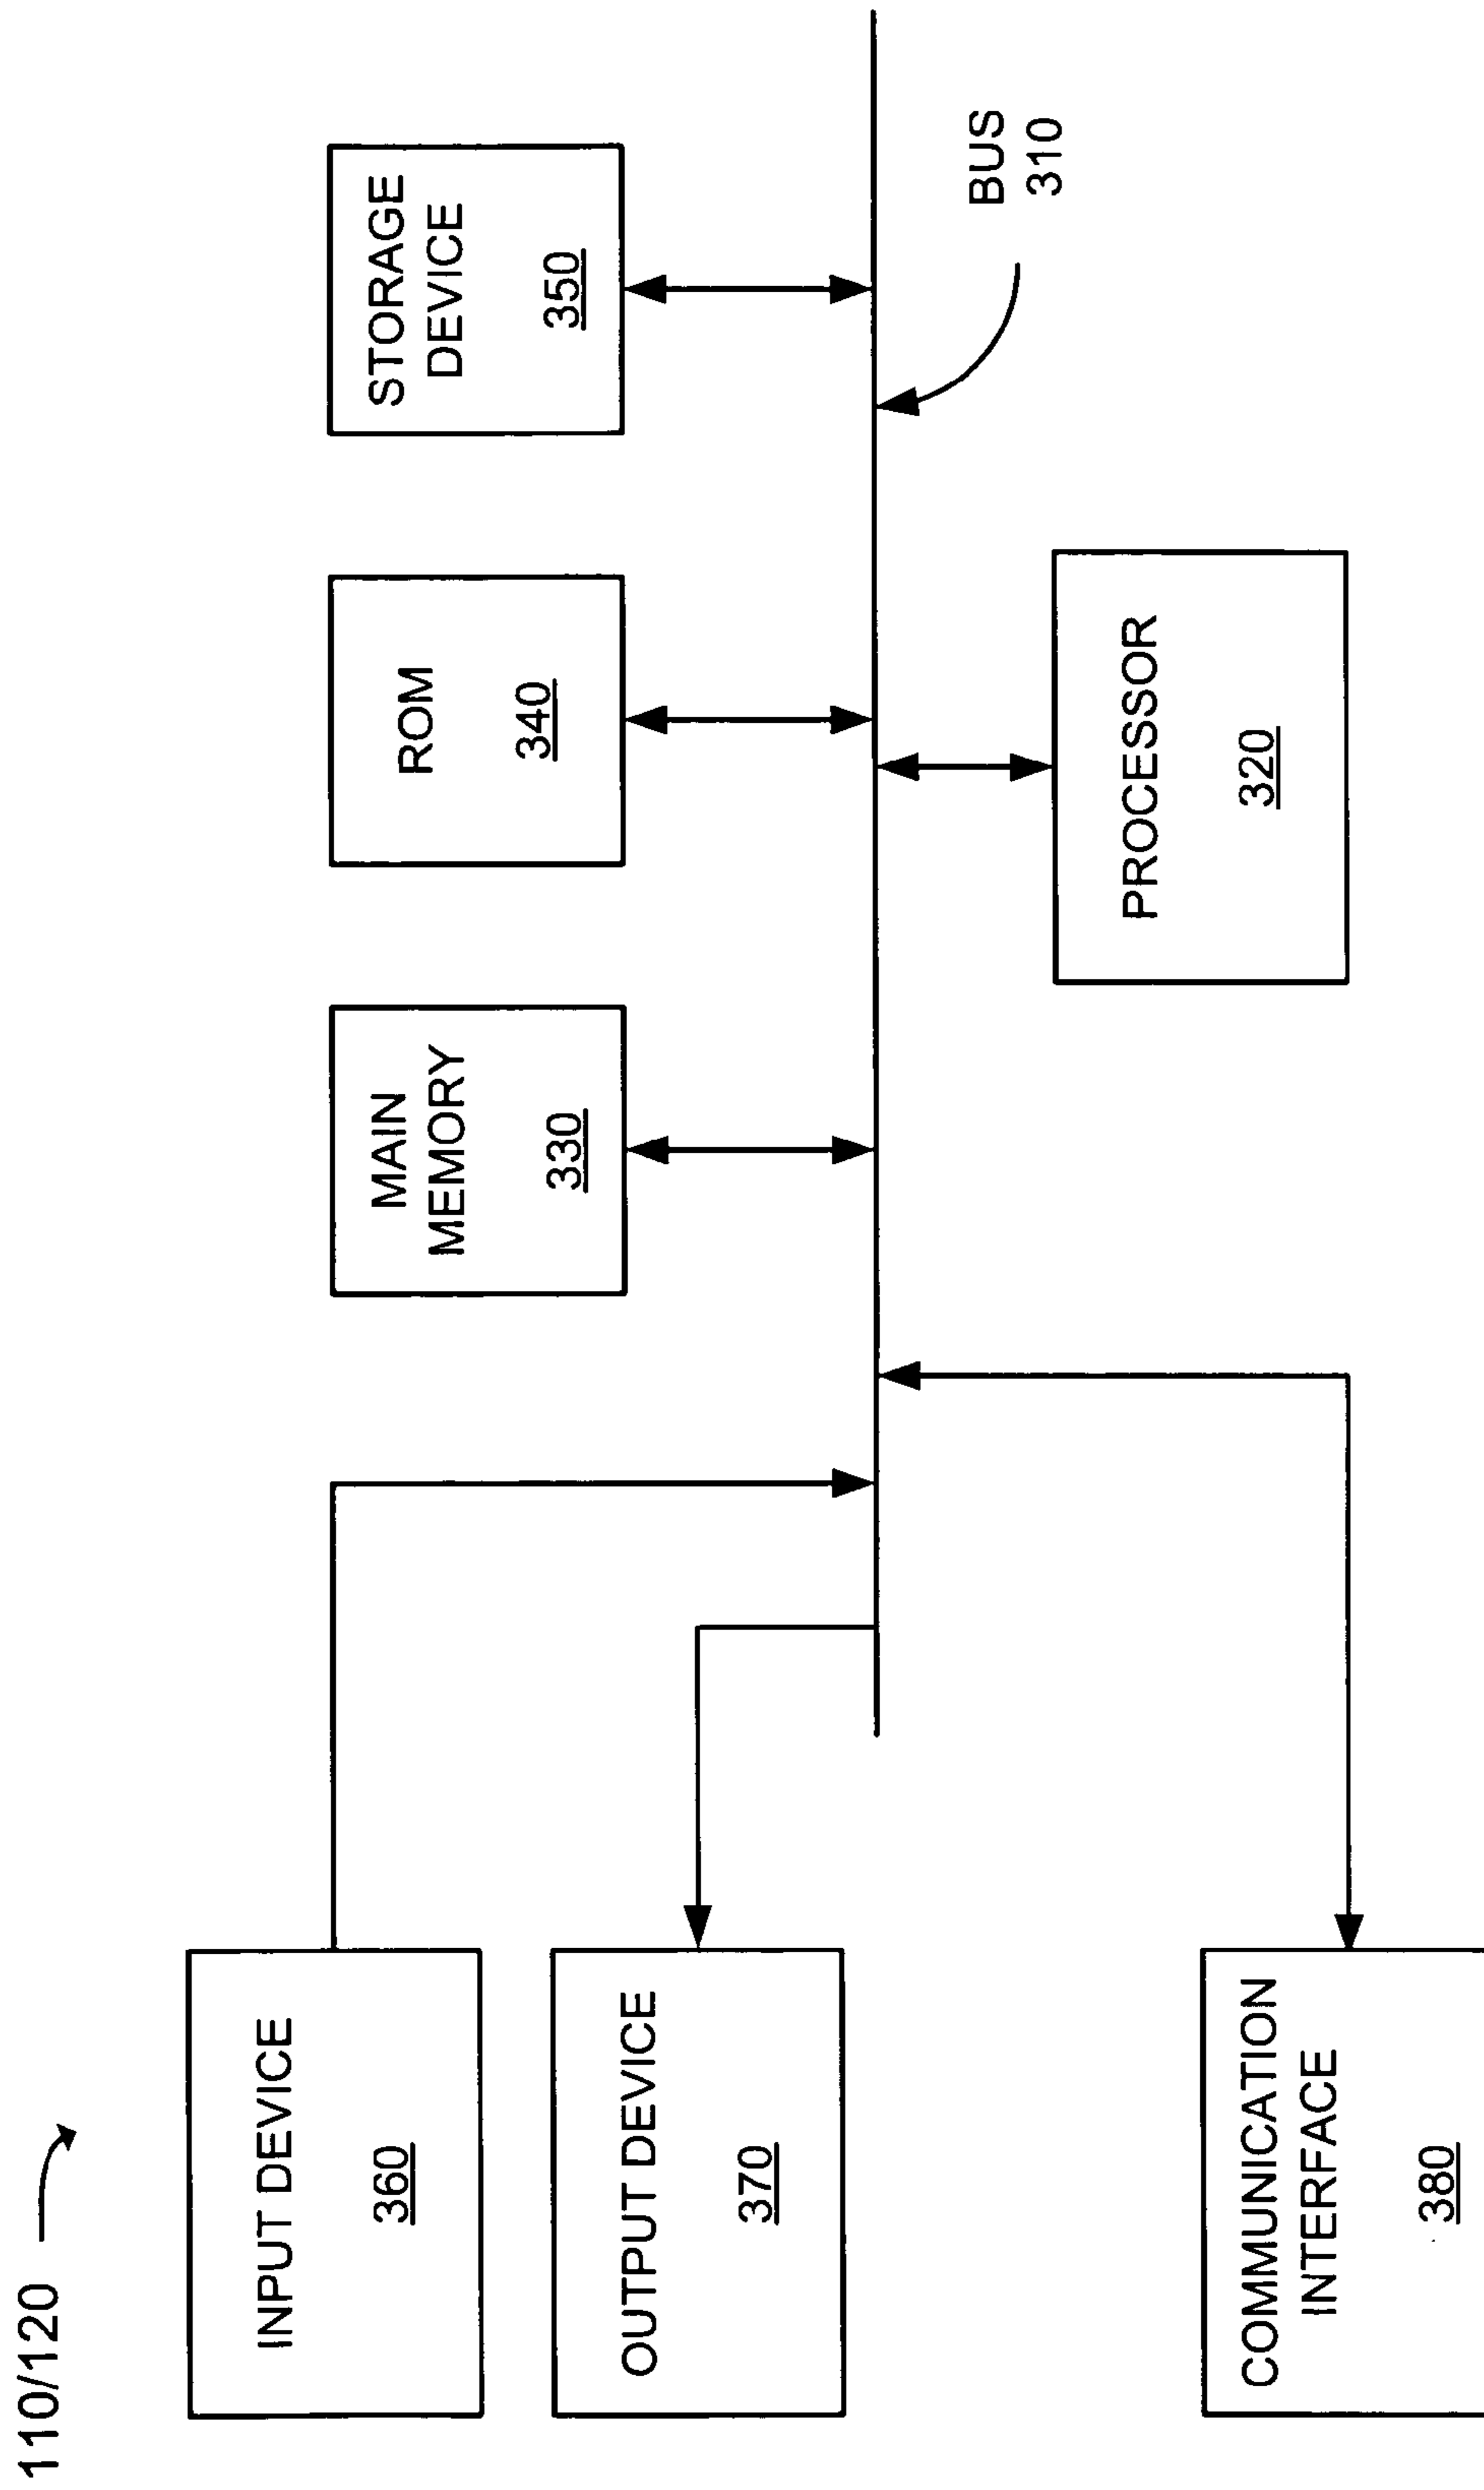 110/120
INPUT DEVICE
360
OUTPUT DEVICE
370
COMMUNICATION
INTERFACE
380
MAIN
MEMORY
330
ROM
340
STORAGE
DEVICE
350
PROCESSOR
320
BUS
310